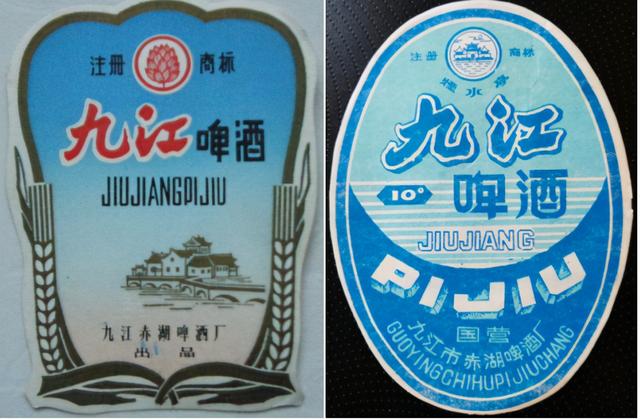 注册 商标
九江啤酒
JIUJIANGPIJIU
九江赤湖啤酒厂
出品
注册 商标
烟水亭
九江
10° 啤酒
JIUJIANG
PIJIU
国营
九江市赤湖啤酒厂
GUOYINGCHIHUPIJIUCHANG